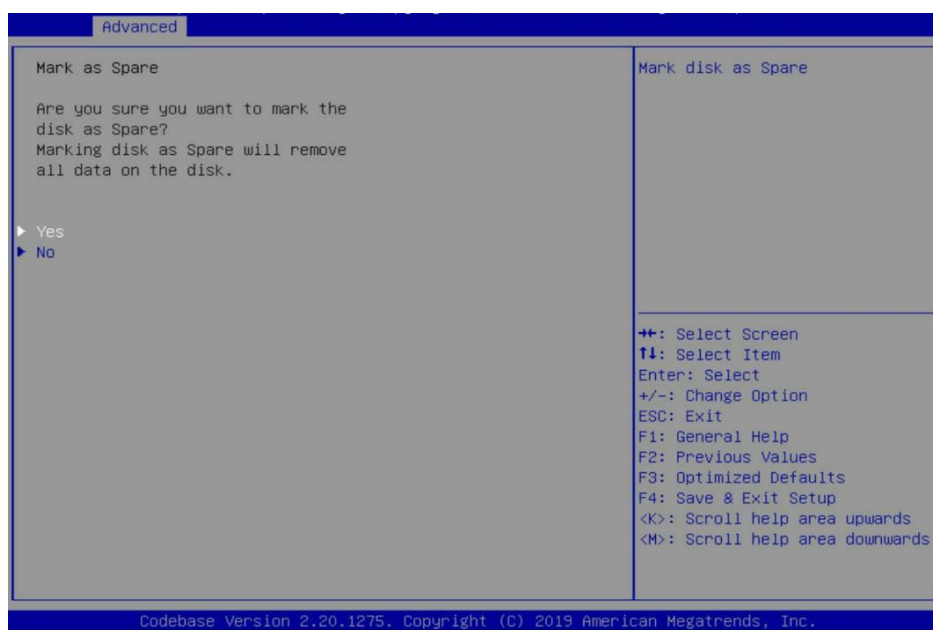 Advanced
Mark as Spare
Are you sure you want to mark the
disk as Spare?
Marking disk as Spare will remove
all data on the disk.
Yes
No
Mark disk as Spare
→←: Select Screen
↑↓: Select Item
Enter: Select
+/-: Change Option
ESC: Exit
F1: General Help
F2: Previous Values
F3: Optimized Defaults
F4: Save & Exit Setup
<K>: Scroll help area upwards
<M>: Scroll help area downwards
Codebase Version 2.20.1275. Copyright (C) 2019 American Megatrends, Inc.